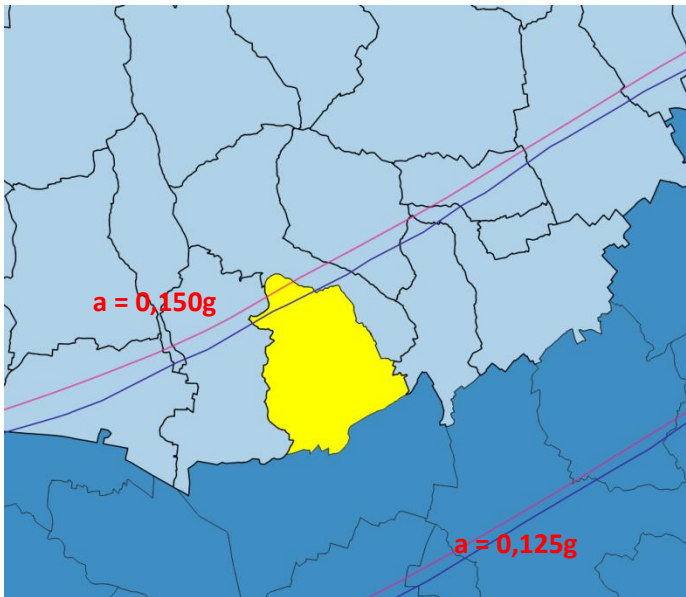 a = 0,150g
a = 0,125g